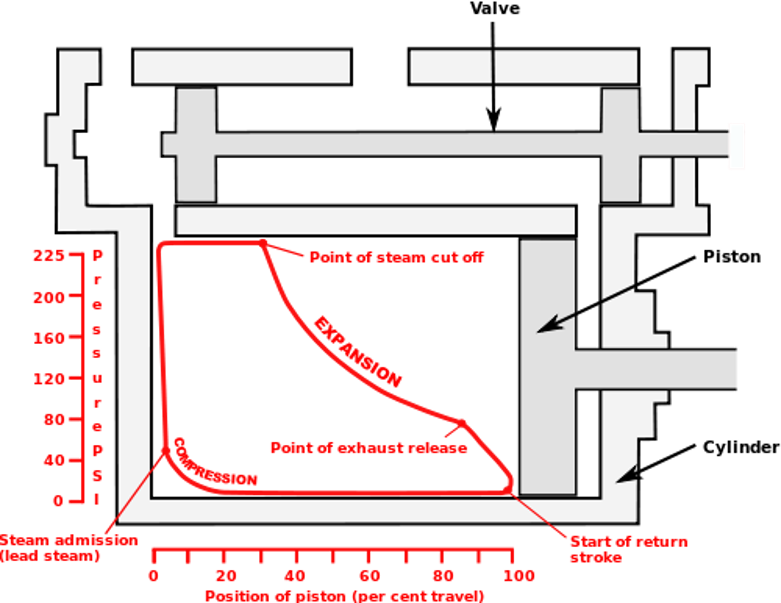 Valve
Point of steam cut off
Piston
225
200
160
120
80
40
0
Pressure PSI
EXPANSION
Point of exhaust release
COMPRESSION
Cylinder
Steam admission
(lead steam)
Start of return
stroke
0 20 40 60 80 100
Position of piston (per cent travel)